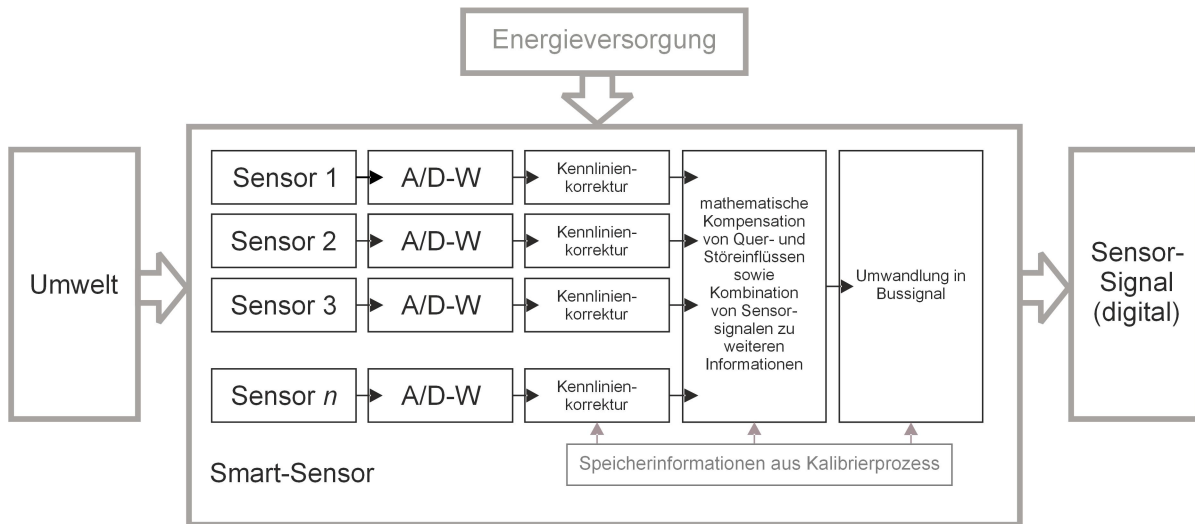 Energieversorgung
Umwelt
Sensor 1
A/D-W
Kennlinien-
korrektur
Sensor 2
A/D-W
Kennlinien-
korrektur
Sensor 3
A/D-W
Kennlinien-
korrektur
Sensor n
A/D-W
Kennlinien-
korrektur
mathematische
Kompensation
von Quer- und
Störeinflüssen
sowie
Kombination
von Sensor-
signalen zu
weiteren
Informationen
Umwandlung in
Bussignal
Speicherinformationen aus Kalibrierprozess
Smart-Sensor
Sensor-
Signal
(digital)